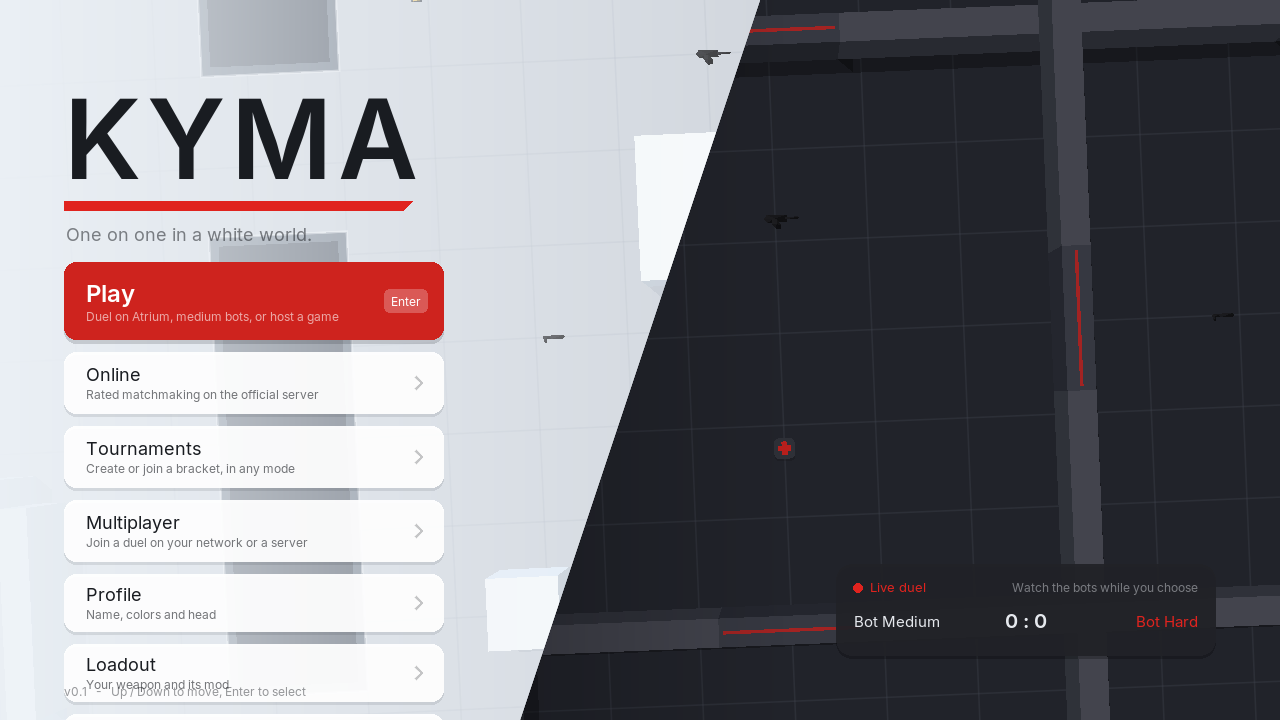 KYMA
One on one in a white world.
Play
Duel on Atrium, medium bots, or host a game
Enter
Online
Rated matchmaking on the official server
Tournaments
Create or join a bracket, in any mode
Multiplayer
Join a duel on your network or a server
Profile
Name, colors and head
Loadout
Your weapon and its mod
v0.1 - Up / Down to move, Enter to select
Live duel
Watch the bots while you choose
Bot Medium
0 : 0
Bot Hard